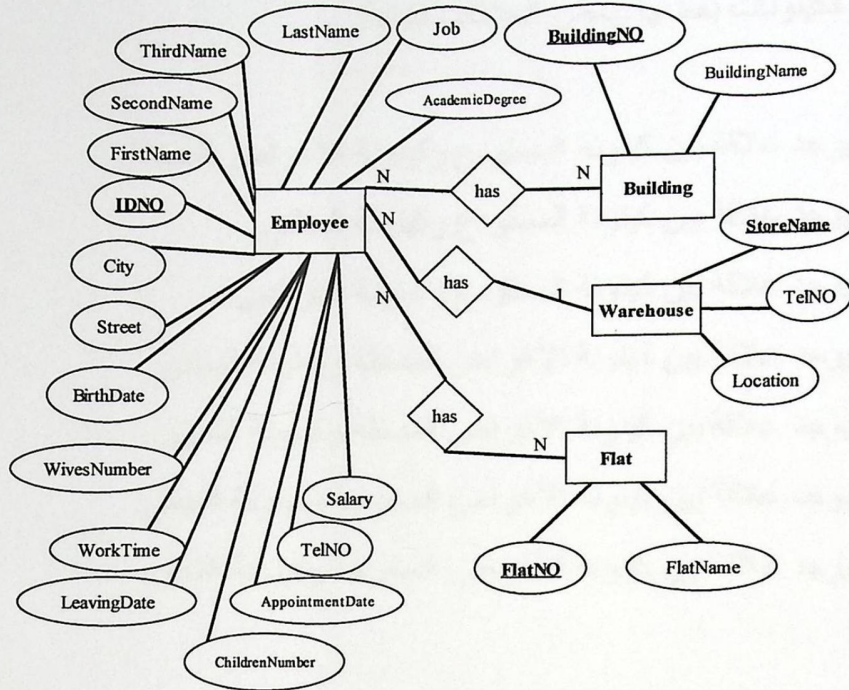 LastName
Job
ThirdName
BuildingNO
BuildingName
SecondName
AcademicDegree
FirstName
N
has
N
Building
IDNO
Employee
N
StoreName
City
N
has
1
Warehouse
TelNO
Street
Location
BirthDate
has
N
Flat
WivesNumber
Salary
WorkTime
TelNO
FlatNO
FlatName
LeavingDate
AppointmentDate
ChildrenNumber